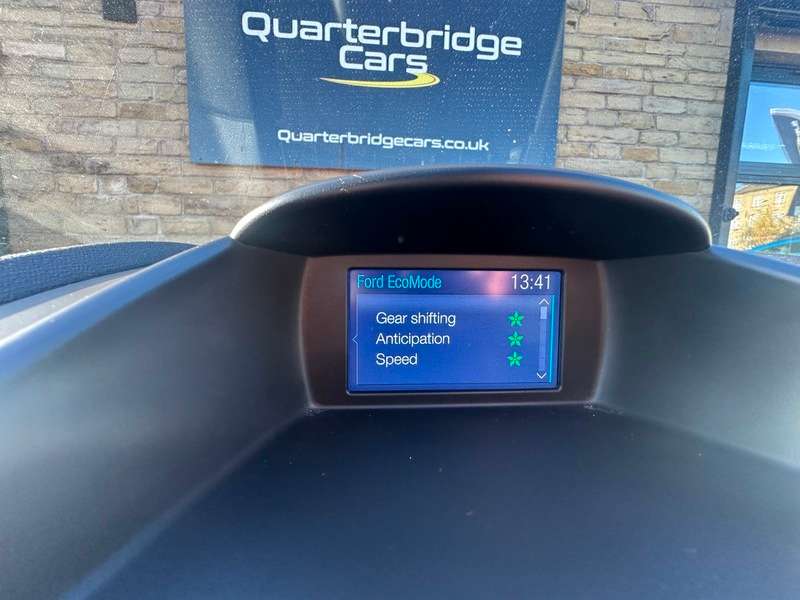 Quarterbridge
Cars
Quarterbridgecars.co.uk
Ford EcoMode 13:41
Gear shifting
Anticipation
Speed